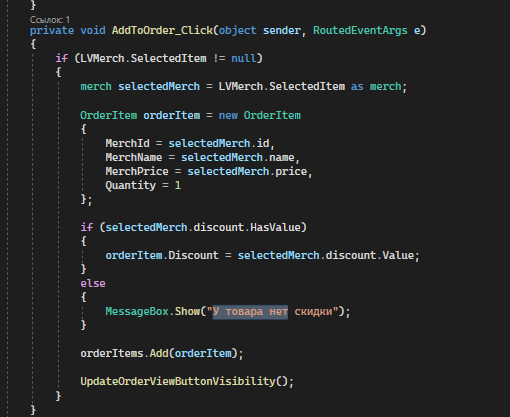 }
Ссылок: 1
private void AddToOrder_Click(object sender, RoutedEventArgs e)
{
if (LVMerch.SelectedItem != null)
{
merch selectedMerch = LVMerch.SelectedItem as merch;
OrderItem orderItem = new OrderItem
{
MerchId = selectedMerch.id,
MerchName = selectedMerch.name,
MerchPrice = selectedMerch.price,
Quantity = 1
};
if (selectedMerch.discount.HasValue)
{
orderItem.Discount = selectedMerch.discount.Value;
}
else
{
MessageBox.Show("У товара нет скидки");
}
orderItems.Add(orderItem);
UpdateOrderViewButtonVisibility();
}
}